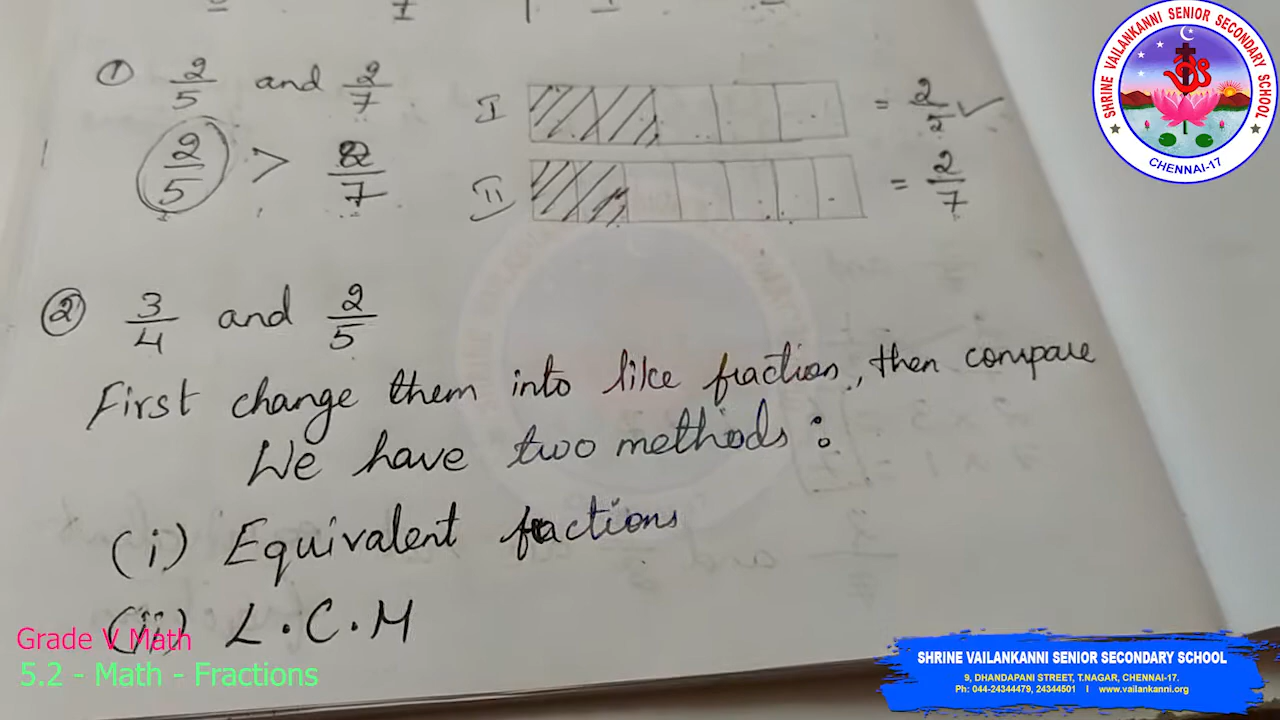 ① 2/5 and 2/7
2/5 > 2/7
I = 2/5 ✓
II = 2/7
② 3/4 and 2/5
First change them into like fraction, then compare
We have two methods :
(i) Equivalent fractions
(ii) L.C.M
Grade V Math
5.2 - Math - Fractions
SHRINE VAILANKANNI SENIOR SECONDARY SCHOOL
CHENNAI-17
SHRINE VAILANKANNI SENIOR SECONDARY SCHOOL
9, DHANDAPANI STREET, T.NAGAR, CHENNAI-17.
Ph: 044-24344479, 24344501 I www.vailankanni.org